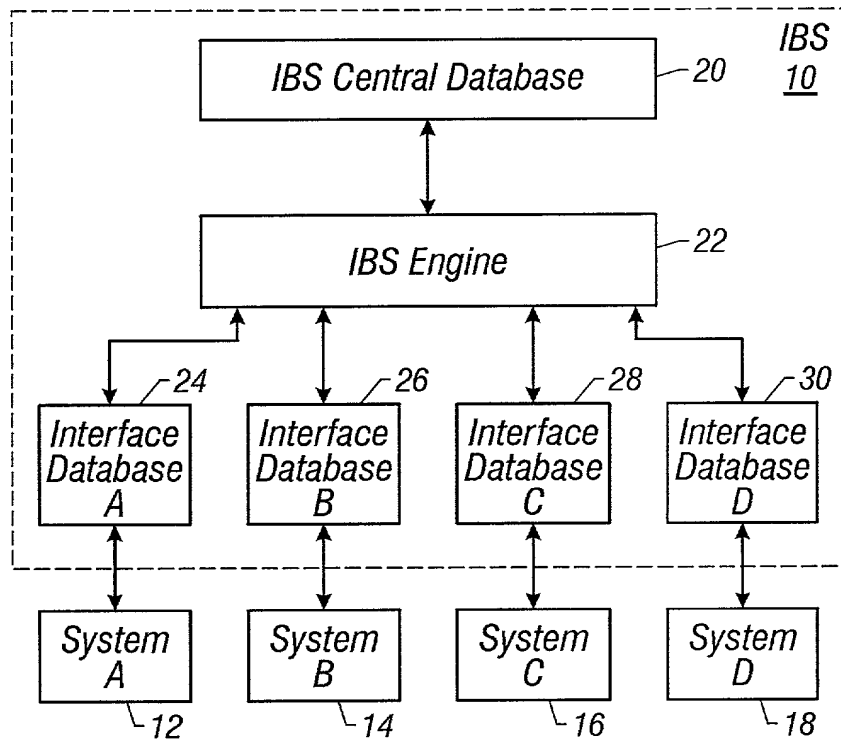 IBS
10
IBS Central Database
20
IBS Engine
22
24
26
28
30
Interface
Database
A
Interface
Database
B
Interface
Database
C
Interface
Database
D
System
A
System
B
System
C
System
D
12
14
16
18